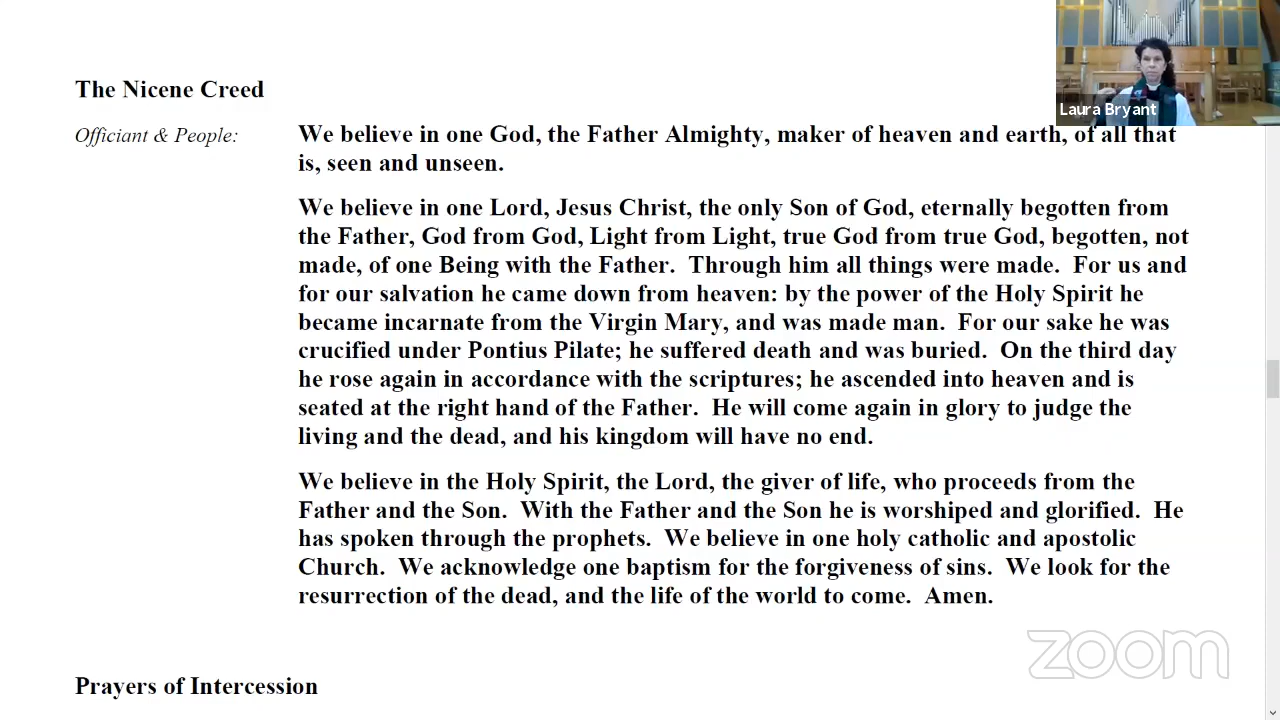 The Nicene Creed
Laura Bryant
Officiant & People:
We believe in one God, the Father Almighty, maker of heaven and earth, of all that
is, seen and unseen.
We believe in one Lord, Jesus Christ, the only Son of God, eternally begotten from
the Father, God from God, Light from Light, true God from true God, begotten, not
made, of one Being with the Father.  Through him all things were made.  For us and
for our salvation he came down from heaven: by the power of the Holy Spirit he
became incarnate from the Virgin Mary, and was made man.  For our sake he was
crucified under Pontius Pilate; he suffered death and was buried.  On the third day
he rose again in accordance with the scriptures; he ascended into heaven and is
seated at the right hand of the Father.  He will come again in glory to judge the
living and the dead, and his kingdom will have no end.
We believe in the Holy Spirit, the Lord, the giver of life, who proceeds from the
Father and the Son.  With the Father and the Son he is worshiped and glorified.  He
has spoken through the prophets.  We believe in one holy catholic and apostolic
Church.  We acknowledge one baptism for the forgiveness of sins.  We look for the
resurrection of the dead, and the life of the world to come.  Amen.
zoom
Prayers of Intercession